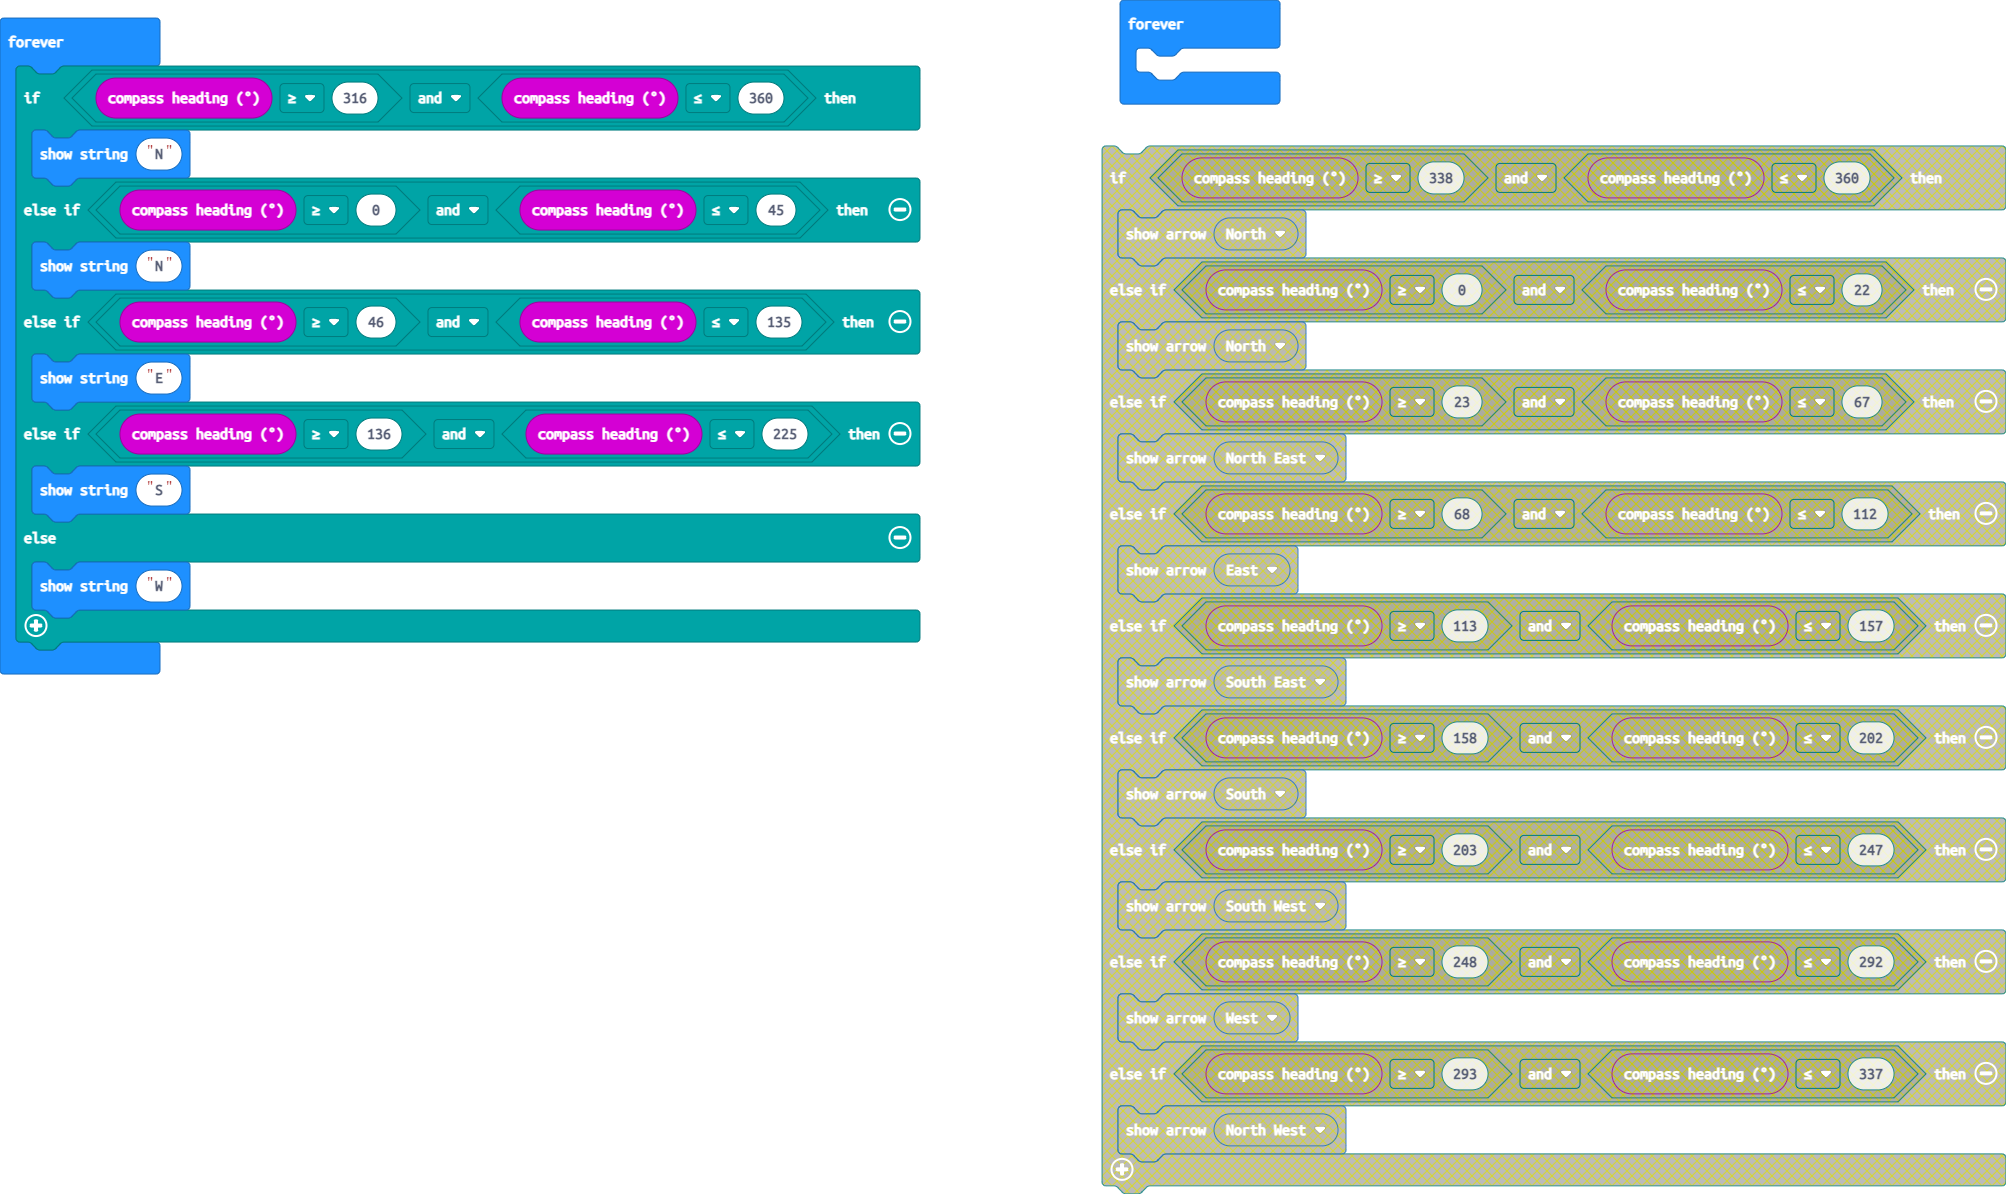 forever
if compass heading (°) ≥ 316 and compass heading (°) ≤ 360 then
show string "N"
else if compass heading (°) ≥ 0 and compass heading (°) ≤ 45 then
show string "N"
else if compass heading (°) ≥ 46 and compass heading (°) ≤ 135 then
show string "E"
else if compass heading (°) ≥ 136 and compass heading (°) ≤ 225 then
show string "S"
else
show string "W"
forever
if compass heading (°) ≥ 338 and compass heading (°) ≤ 360 then
show arrow North
else if compass heading (°) ≥ 0 and compass heading (°) ≤ 22 then
show arrow North
else if compass heading (°) ≥ 23 and compass heading (°) ≤ 67 then
show arrow North East
else if compass heading (°) ≥ 68 and compass heading (°) ≤ 112 then
show arrow East
else if compass heading (°) ≥ 113 and compass heading (°) ≤ 157 then
show arrow South East
else if compass heading (°) ≥ 158 and compass heading (°) ≤ 202 then
show arrow South
else if compass heading (°) ≥ 203 and compass heading (°) ≤ 247 then
show arrow South West
else if compass heading (°) ≥ 248 and compass heading (°) ≤ 292 then
show arrow West
else if compass heading (°) ≥ 293 and compass heading (°) ≤ 337 then
show arrow North West